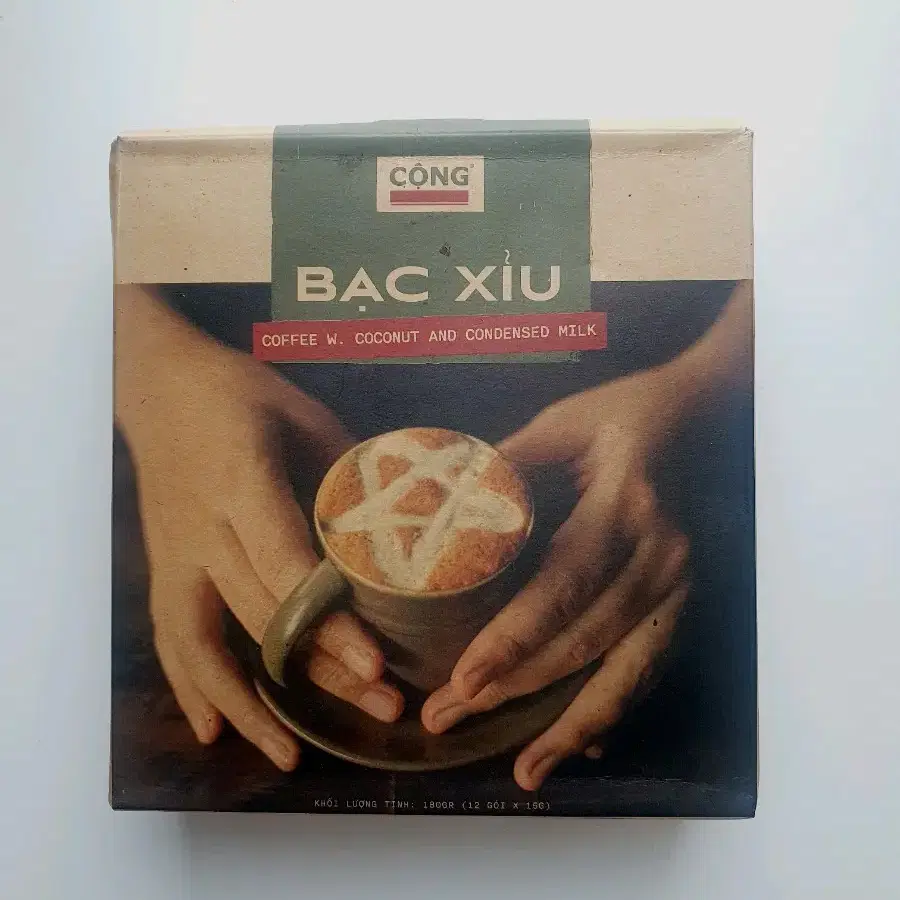 CỘNG
BẠC XỈU
COFFEE W. COCONUT AND CONDENSED MILK
KHỐI LƯỢNG TỊNH: 180GR (12 GÓI X 15G)